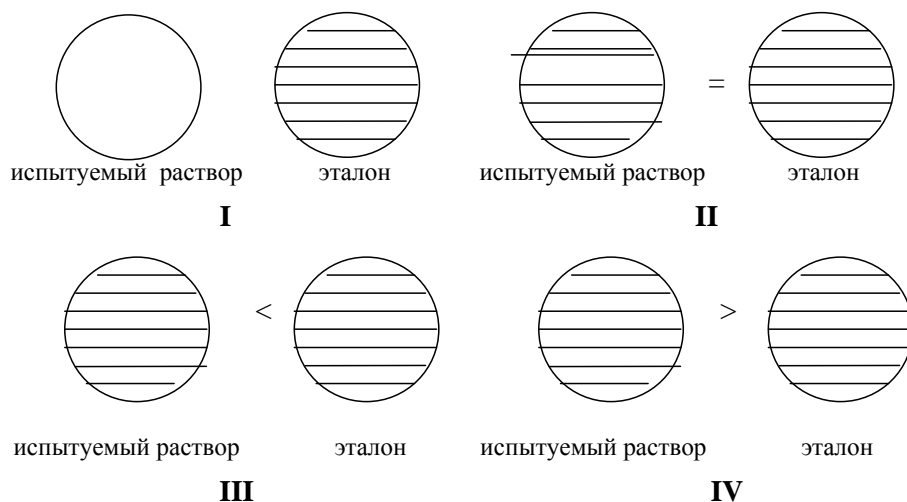 =
испытуемый раствор эталон испытуемый раствор эталон
I II
< >
испытуемый раствор эталон испытуемый раствор эталон
III IV